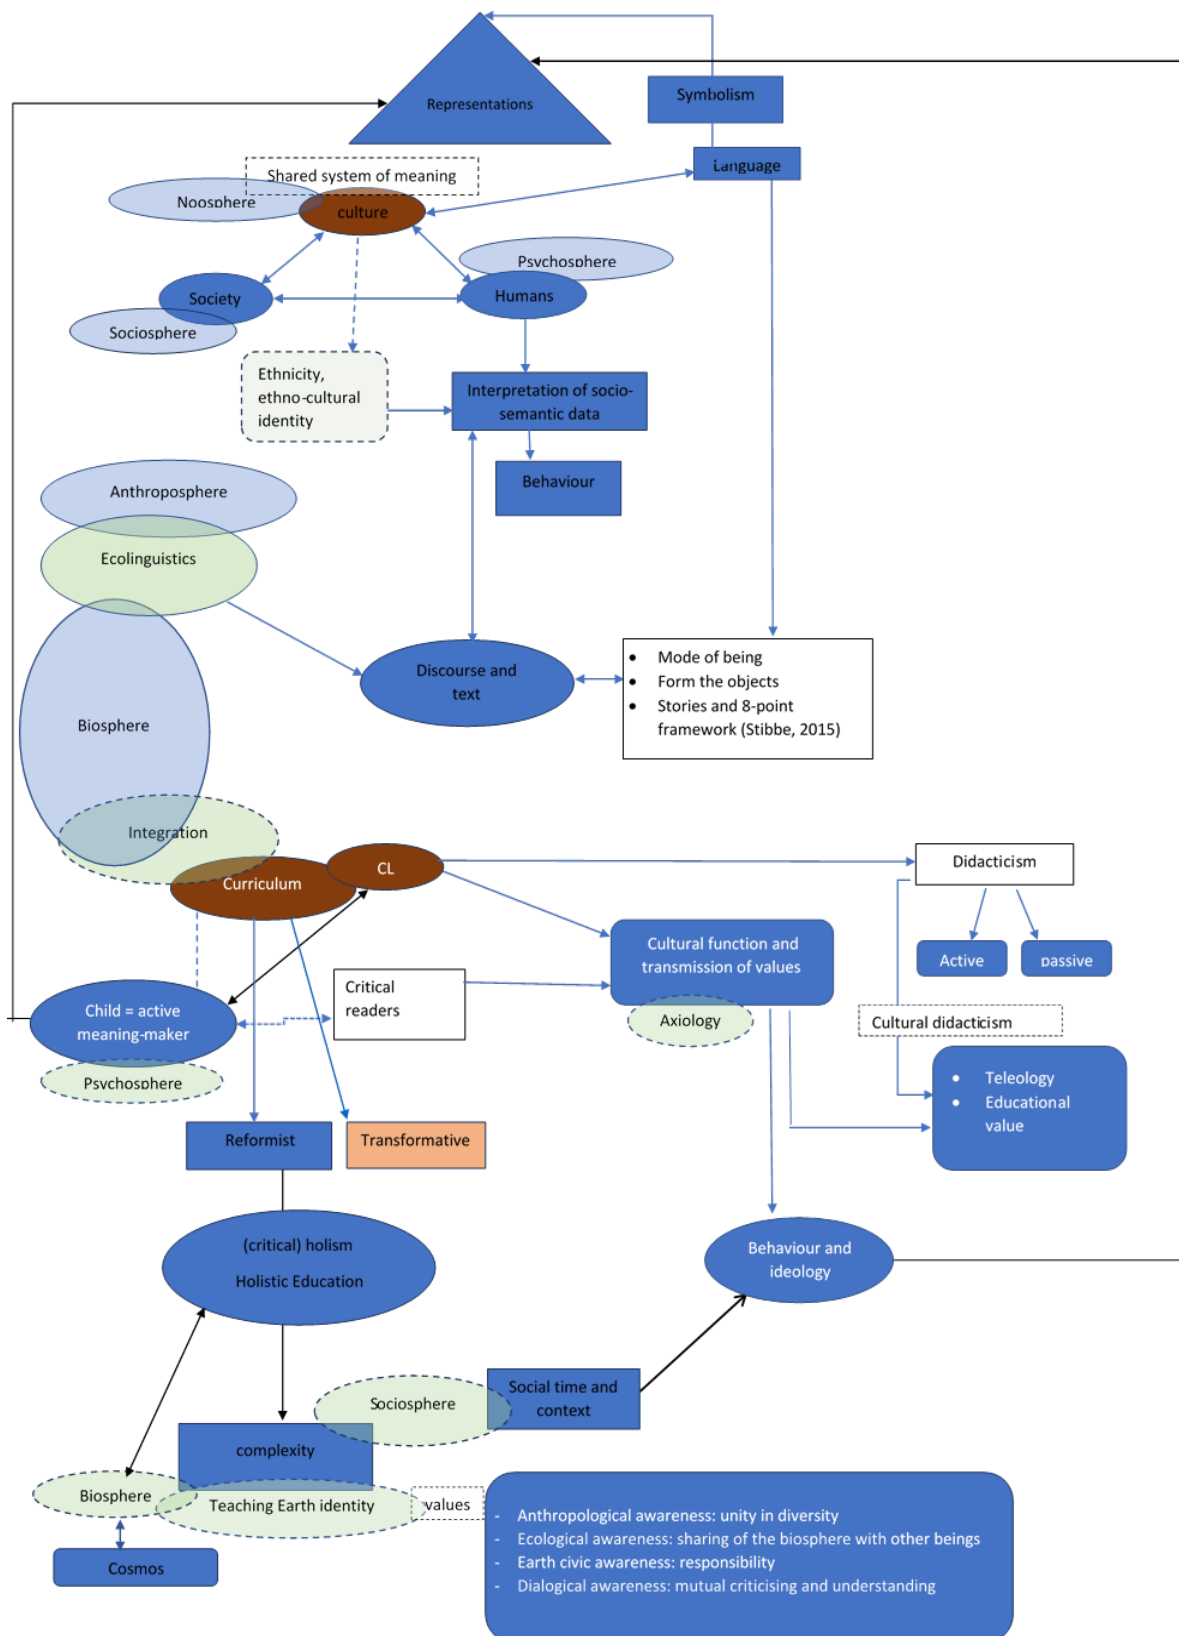 Symbolism
Representations
Language
Shared system of meaning
Noosphere
culture
Psychosphere
Society
Humans
Sociosphere
Ethnicity,
ethno-cultural
identity
Interpretation of socio-
semantic data
Behaviour
Anthroposphere
Ecolinguistics
Discourse and
text
• Mode of being
• Form the objects
• Stories and 8-point
framework (Stibbe, 2015)
Biosphere
Integration
CL
Curriculum
Didacticism
Active
passive
Cultural function and
transmission of values
Critical
readers
Child = active
meaning-maker
Axiology
Cultural didacticism
Psychosphere
• Teleology
• Educational
value
Reformist
Transformative
(critical) holism
Holistic Education
Behaviour and
ideology
Sociosphere
Social time and
context
complexity
Biosphere
Teaching Earth identity
values
Cosmos
- Anthropological awareness: unity in diversity
- Ecological awareness: sharing of the biosphere with other beings
- Earth civic awareness: responsibility
- Dialogical awareness: mutual criticising and understanding